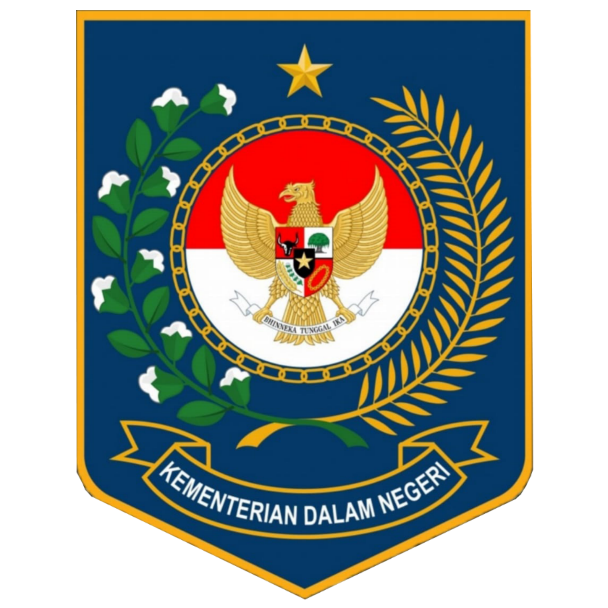 BHINNEKA TUNGGAL IKA
KEMENTERIAN DALAM NEGERI